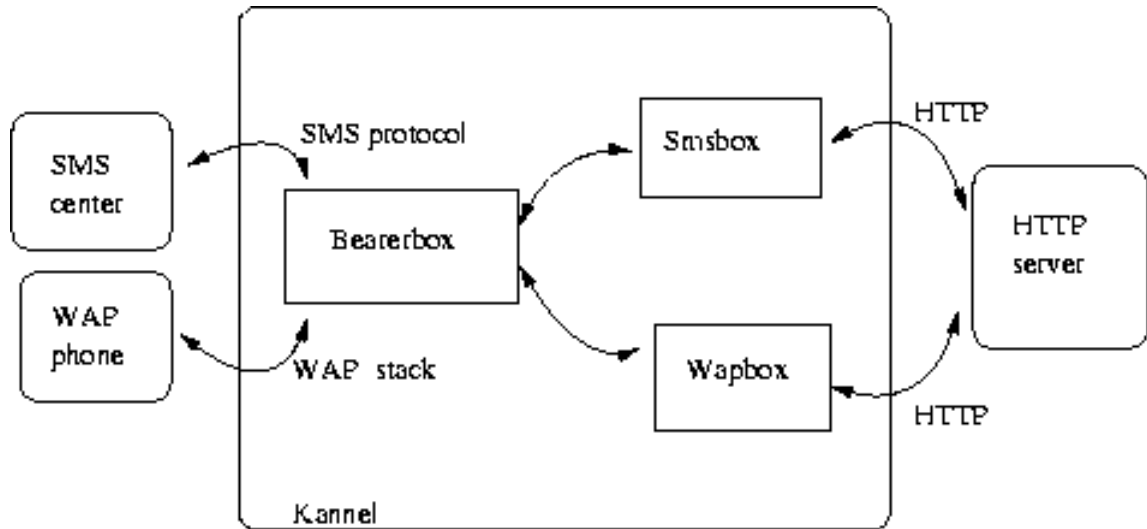 SMS
center
WAP
phone
SMS protocol
Bearerbox
WAP stack
Smsbox
Wapbox
HTTP
HTTP
server
HTTP
Kannel